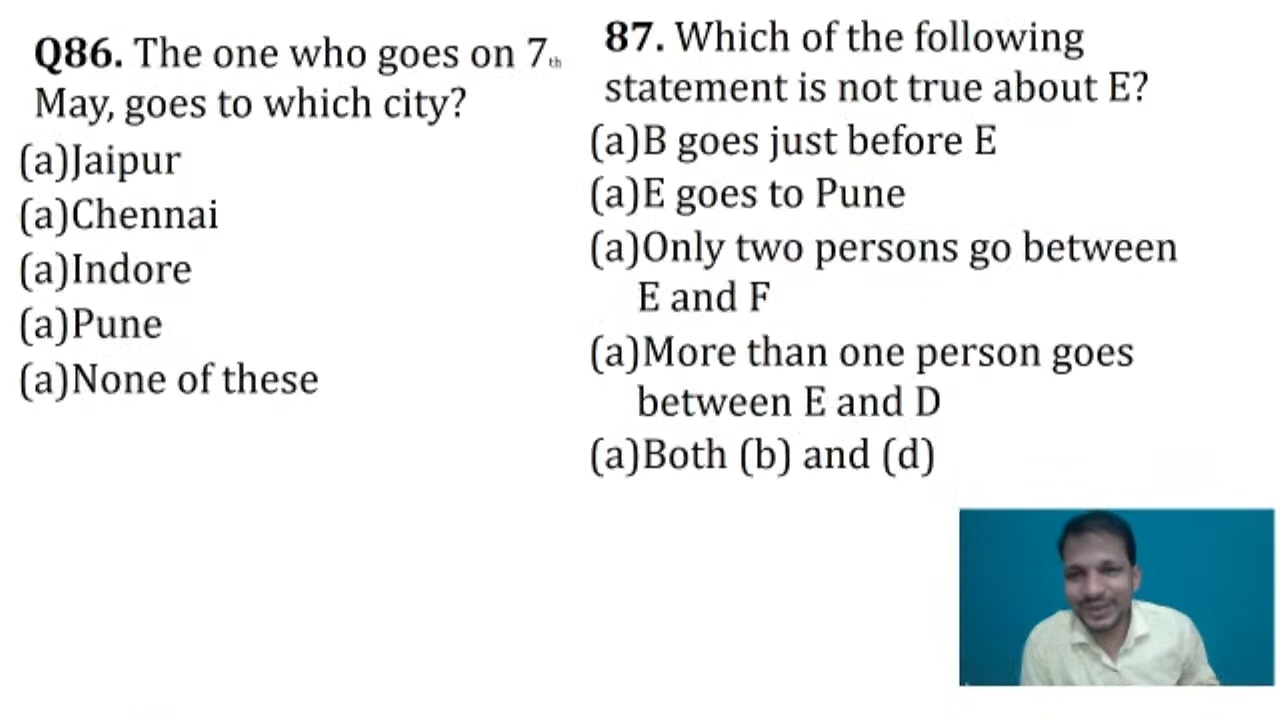 Q86. The one who goes on 7th
May, goes to which city?
(a)Jaipur
(a)Chennai
(a)Indore
(a)Pune
(a)None of these
87. Which of the following
statement is not true about E?
(a)B goes just before E
(a)E goes to Pune
(a)Only two persons go between
E and F
(a)More than one person goes
between E and D
(a)Both (b) and (d)